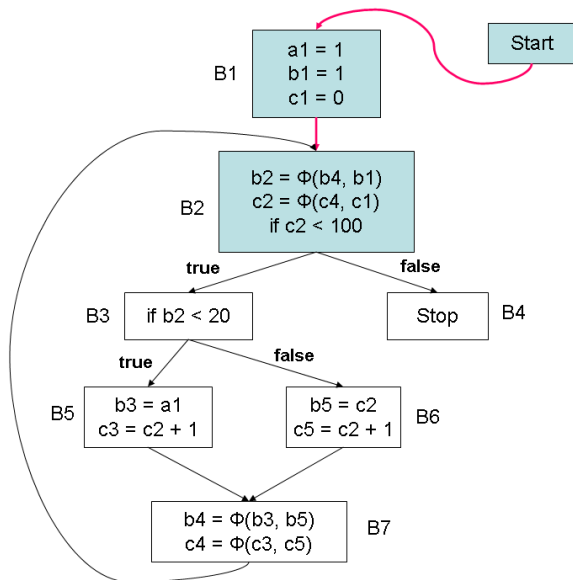 Start
B1
a1 = 1
b1 = 1
c1 = 0
B2
b2 = Φ(b4, b1)
c2 = Φ(c4, c1)
if c2 < 100
true
false
B3
if b2 < 20
Stop
B4
true
false
B5
b3 = a1
c3 = c2 + 1
b5 = c2
c5 = c2 + 1
B6
b4 = Φ(b3, b5)
c4 = Φ(c3, c5)
B7